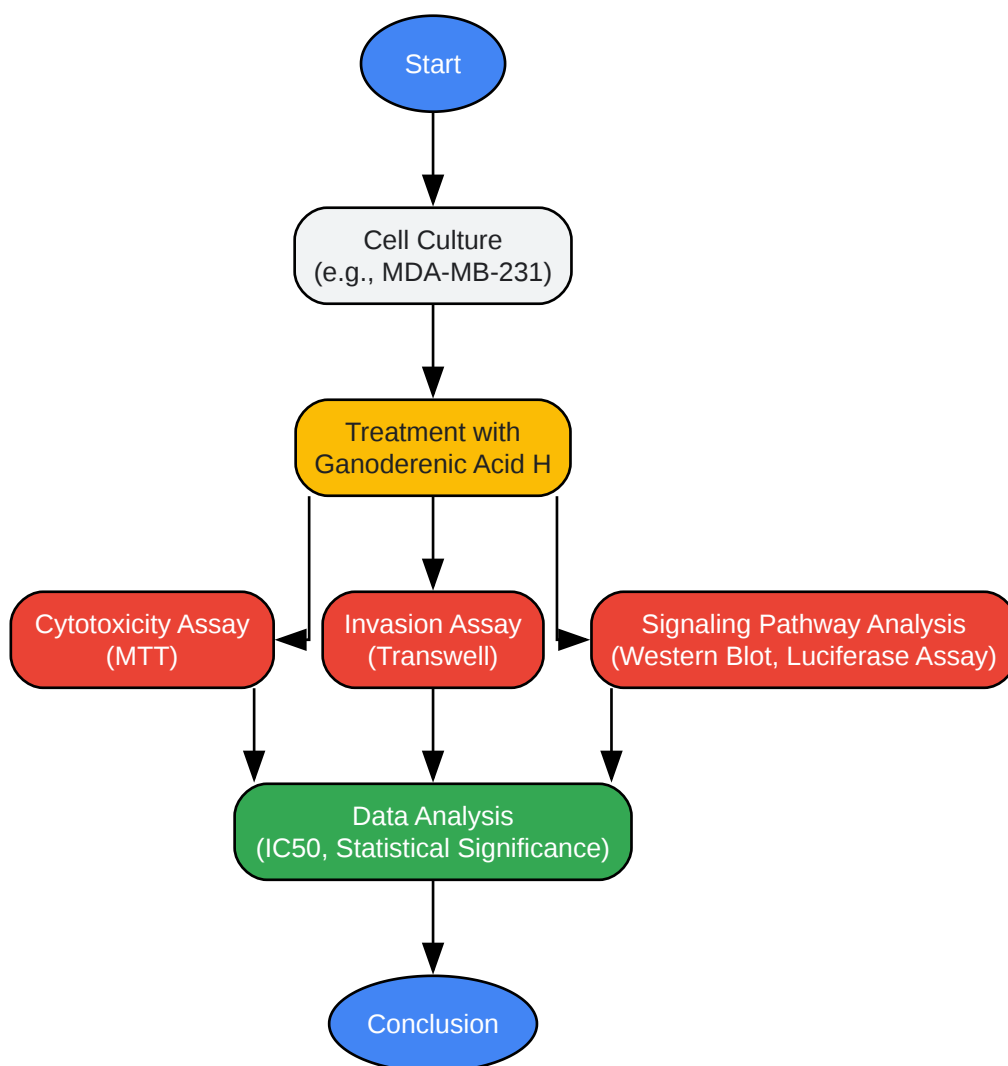 Start
Cell Culture
(e.g., MDA-MB-231)
Treatment with
Ganoderenic Acid H
Cytotoxicity Assay
(MTT)
Invasion Assay
(Transwell)
Signaling Pathway Analysis
(Western Blot, Luciferase Assay)
Data Analysis
(IC50, Statistical Significance)
Conclusion